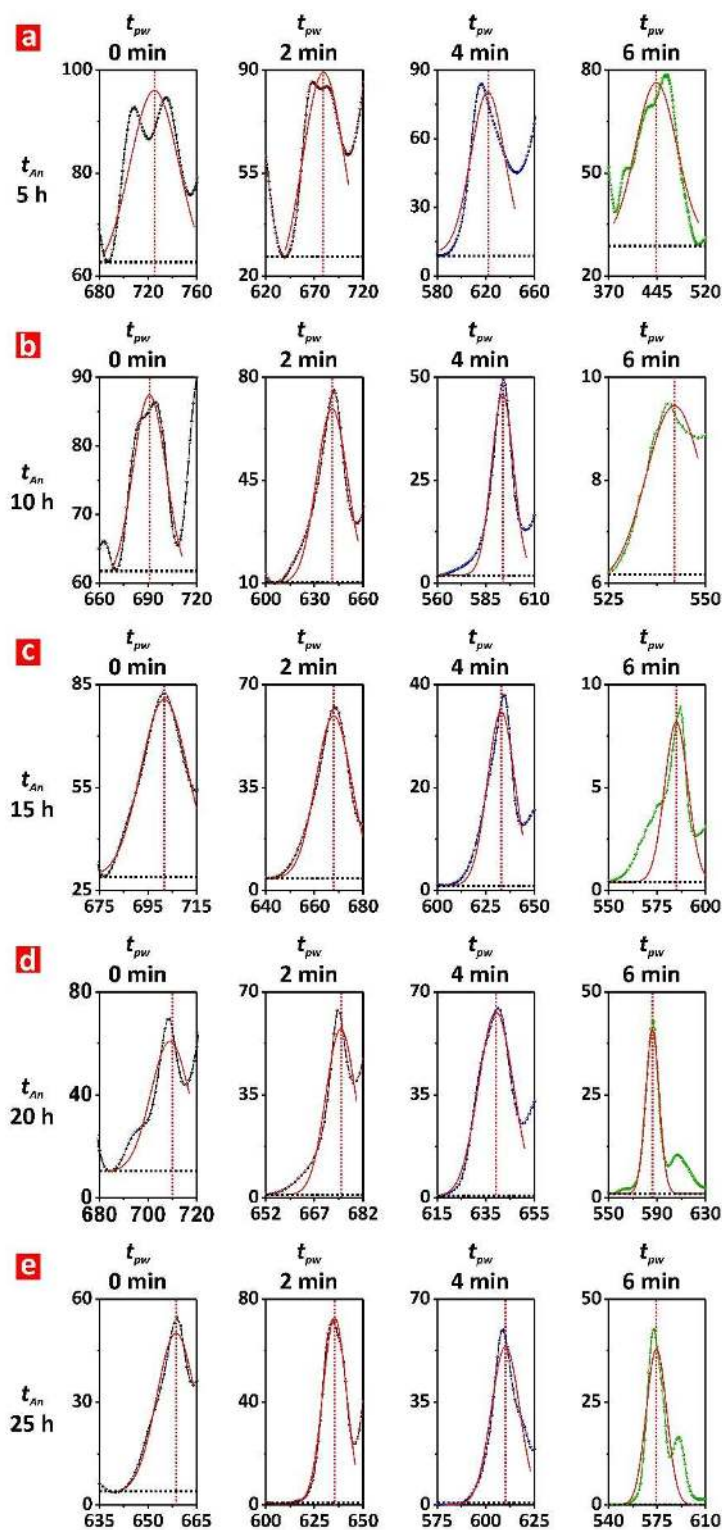 a
t_pw t_pw t_pw t_pw
0 min 2 min 4 min 6 min
100 90 90 80
80 55 60 50
30
t_An
5 h
60 20 0 20
680 720 760 620 670 720 580 620 660 370 445 520
b
t_pw t_pw t_pw t_pw
0 min 2 min 4 min 6 min
90 80 50 10
80 45 25 8
70
t_An
10 h
60 10 0 6
660 690 720 600 630 660 560 585 610 525 550
c
t_pw t_pw t_pw t_pw
0 min 2 min 4 min 6 min
85 70 40 10
55 35 20 5
t_An
15 h
25 0 0 0
675 695 715 640 660 680 600 625 650 550 575 600
d
t_pw t_pw t_pw t_pw
0 min 2 min 4 min 6 min
80 70 70 50
40 35 35 25
t_An
20 h
0 0 0 0
680 700 720 652 667 682 615 635 655 550 590 630
e
t_pw t_pw t_pw t_pw
0 min 2 min 4 min 6 min
60 80 70 50
30 40 35 25
t_An
25 h
0 0 0 0
635 650 665 600 625 650 575 600 625 540 575 610